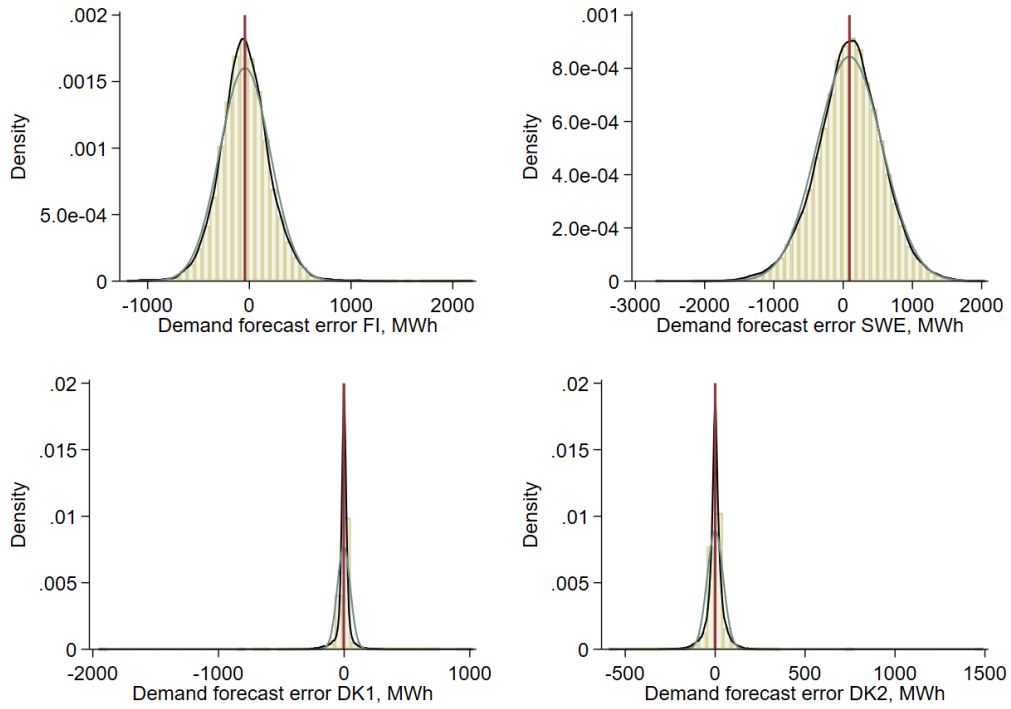 .002
.0015
.001
5.0e-04
0
Density
-1000 0 1000 2000
Demand forecast error FI, MWh
.001
8.0e-04
6.0e-04
4.0e-04
2.0e-04
0
Density
-3000 -2000 -1000 0 1000 2000
Demand forecast error SWE, MWh
.02
.015
.01
.005
0
Density
-2000 -1000 0 1000
Demand forecast error DK1, MWh
.02
.015
.01
.005
0
Density
-500 0 500 1000 1500
Demand forecast error DK2, MWh